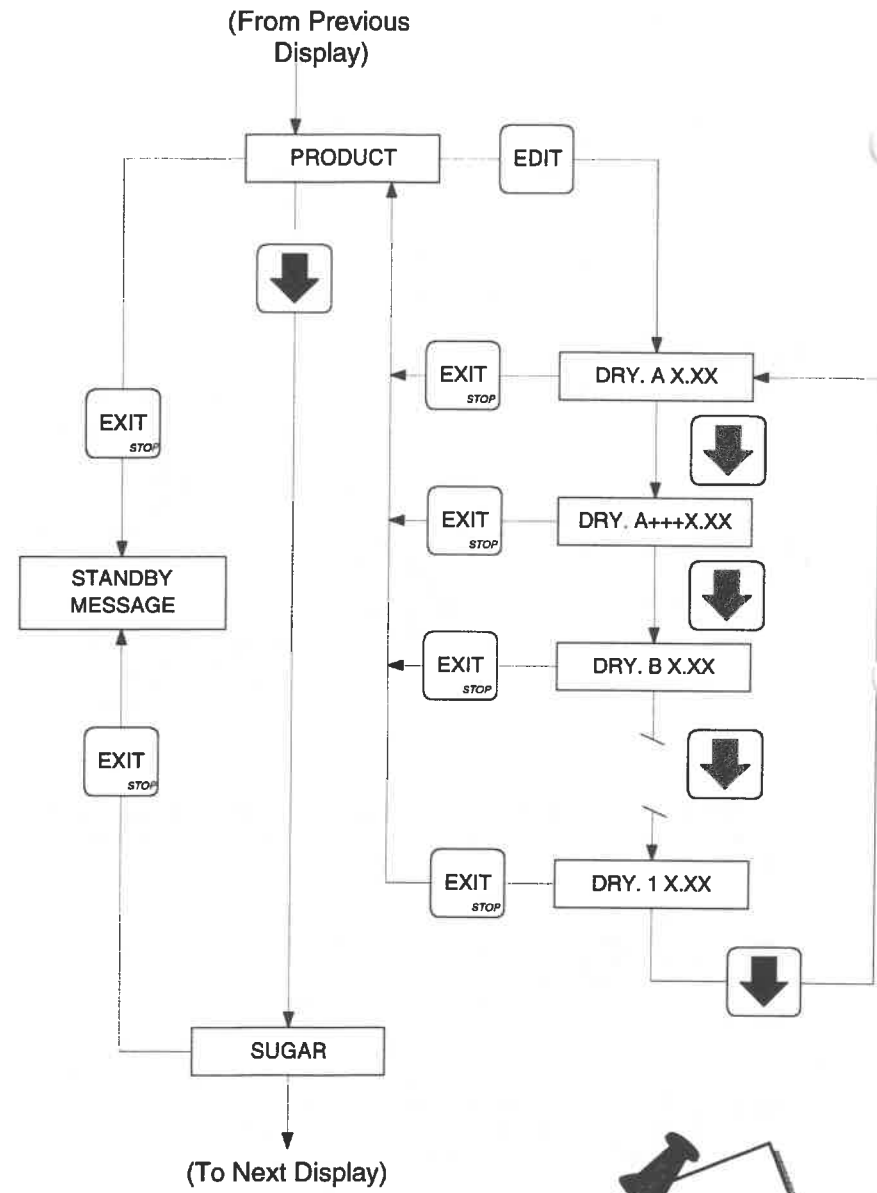 (From Previous
Display)
PRODUCT
EDIT
EXIT
STOP
DRY. A X.XX
EXIT
STOP
EXIT
STOP
DRY. A+++X.XX
STANDBY
MESSAGE
EXIT
STOP
DRY. B X.XX
EXIT
STOP
EXIT
STOP
DRY. 1 X.XX
SUGAR
(To Next Display)